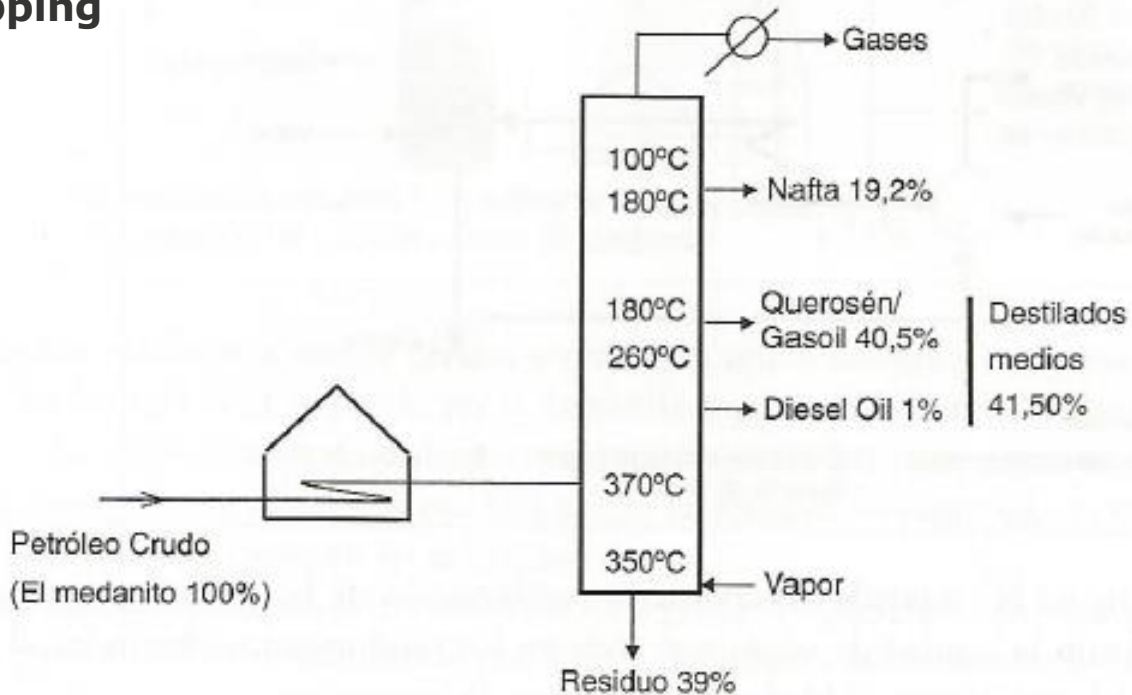 pping
Gases
100ºC
180ºC
Nafta 19,2%
180ºC
260ºC
Querosén/
Gasoil 40,5%
Diesel Oil 1%
Destilados
medios
41,50%
370ºC
350ºC
Vapor
Petróleo Crudo
(El medanito 100%)
Residuo 39%